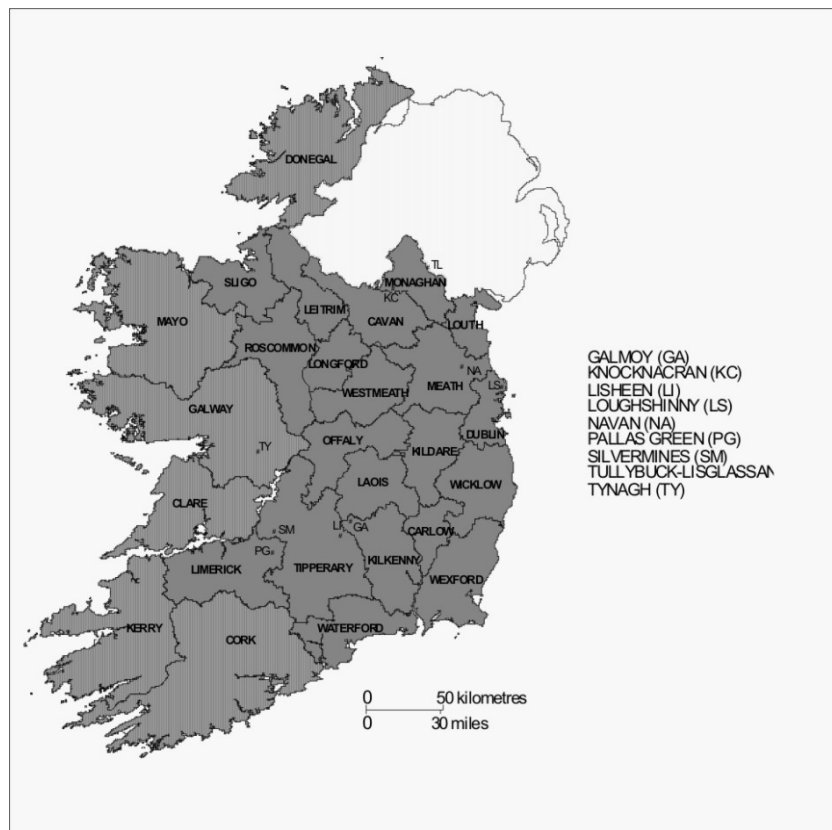 DONEGAL
TL
MONAGHAN
SLIGO
KC
LEITRIM
CAVAN
MAYO
LOUTH
ROSCOMMON
LONGFORD
NA
MEATH
LS
WESTMEATH
GALWAY
DUBLIN
OFFALY
TY
KILDARE
LAOIS
WICKLOW
CLARE
SM
LI
GA
CARLOW
PG
KILKENNY
LIMERICK
TIPPERARY
WEXFORD
KERRY
WATERFORD
CORK
0 50 kilometres
0 30 miles
GALMOY (GA)
KNOCKNACRAN (KC)
LISHEEN (LI)
LOUGHSHINNY (LS)
NAVAN (NA)
PALLAS GREEN (PG)
SILVERMINES (SM)
TULLYBUCK-LISGLASSAN
TYNAGH (TY)